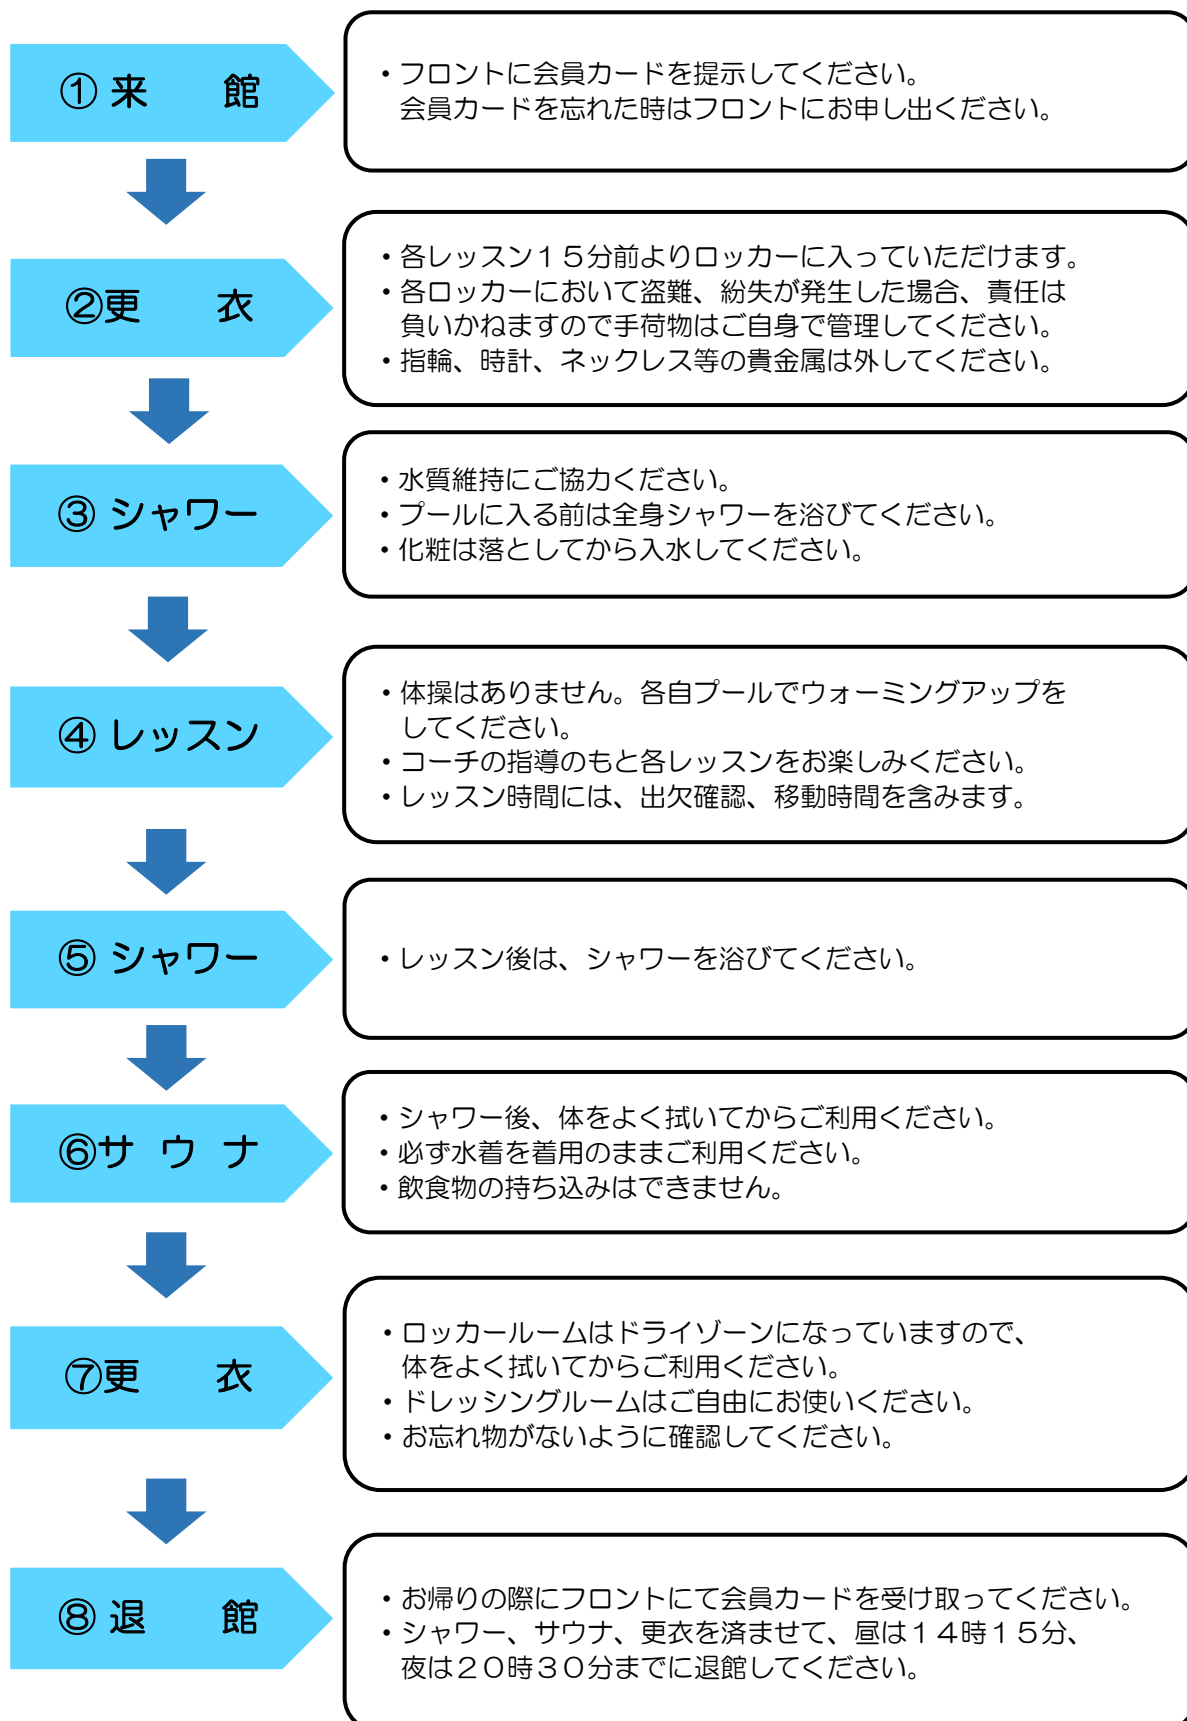 ① 来　　館
・フロントに会員カードを提示してください。
会員カードを忘れた時はフロントにお申し出ください。
②更　　衣
・各レッスン１５分前よりロッカーに入っていただけます。
・各ロッカーにおいて盗難、紛失が発生した場合、責任は
負いかねますので手荷物はご自身で管理してください。
・指輪、時計、ネックレス等の貴金属は外してください。
③ シャワー
・水質維持にご協力ください。
・プールに入る前は全身シャワーを浴びてください。
・化粧は落としてから入水してください。
④ レッスン
・体操はありません。各自プールでウォーミングアップを
してください。
・コーチの指導のもと各レッスンをお楽しみください。
・レッスン時間には、出欠確認、移動時間を含みます。
⑤ シャワー
・レッスン後は、シャワーを浴びてください。
⑥サ ウ ナ
・シャワー後、体をよく拭いてからご利用ください。
・必ず水着を着用のままご利用ください。
・飲食物の持ち込みはできません。
⑦更　　衣
・ロッカールームはドライゾーンになっていますので、
体をよく拭いてからご利用ください。
・ドレッシングルームはご自由にお使いください。
・お忘れ物がないように確認してください。
⑧ 退　　館
・お帰りの際にフロントにて会員カードを受け取ってください。
・シャワー、サウナ、更衣を済ませて、昼は１４時１５分、
夜は２０時３０分までに退館してください。